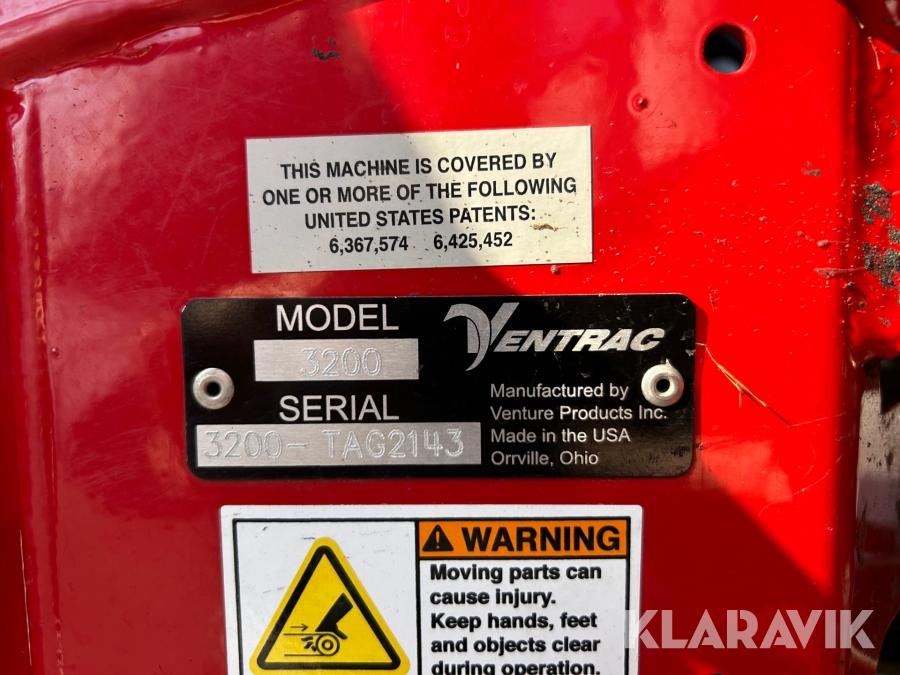 THIS MACHINE IS COVERED BY
ONE OR MORE OF THE FOLLOWING
UNITED STATES PATENTS:
6,367,574 6,425,452
MODEL
3200
SERIAL
3200-TAG2143
VENTRAC
Manufactured by
Venture Products Inc.
Made in the USA
Orrville, Ohio
WARNING
Moving parts can
cause injury.
Keep hands, feet
and objects clear
during operation.
KLARAVIK